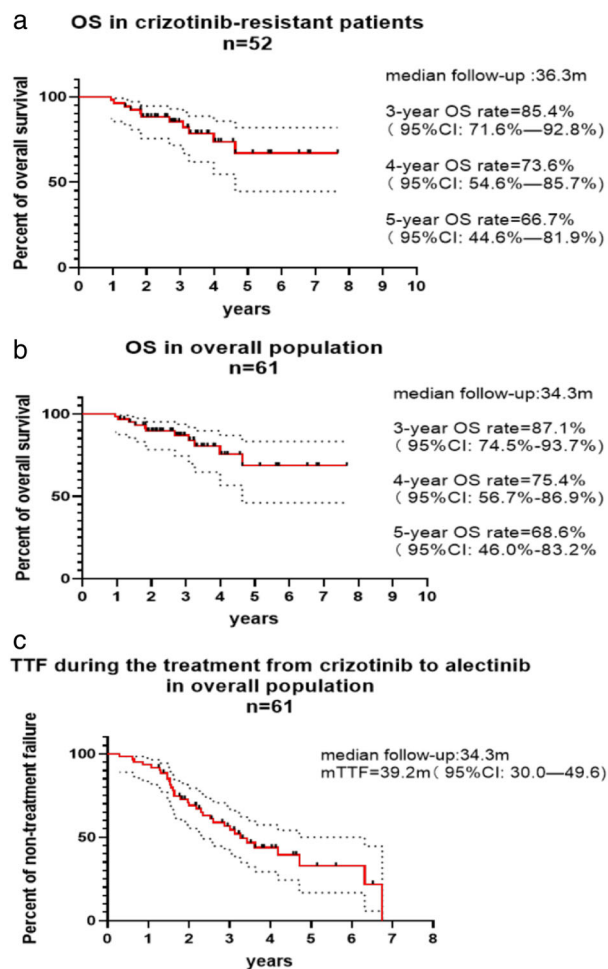 a
OS in crizotinib-resistant patients
n=52
median follow-up :36.3m
3-year OS rate=85.4%
( 95%CI: 71.6%—92.8%)
4-year OS rate=73.6%
( 95%CI: 54.6%—85.7%)
5-year OS rate=66.7%
( 95%CI: 44.6%—81.9%)
Percent of overall survival
100
50
0
0 1 2 3 4 5 6 7 8 9 10
years
b
OS in overall population
n=61
median follow-up:34.3m
3-year OS rate=87.1%
( 95%CI: 74.5%-93.7%)
4-year OS rate=75.4%
( 95%CI: 56.7%-86.9%)
5-year OS rate=68.6%
( 95%CI: 46.0%-83.2%
Percent of overall survival
100
50
0
0 1 2 3 4 5 6 7 8 9 10
years
c
TTF during the treatment from crizotinib to alectinib
in overall population
n=61
median follow-up:34.3m
mTTF=39.2m( 95%CI: 30.0—49.6)
Percent of non-treatment failure
100
50
0
0 1 2 3 4 5 6 7 8
years